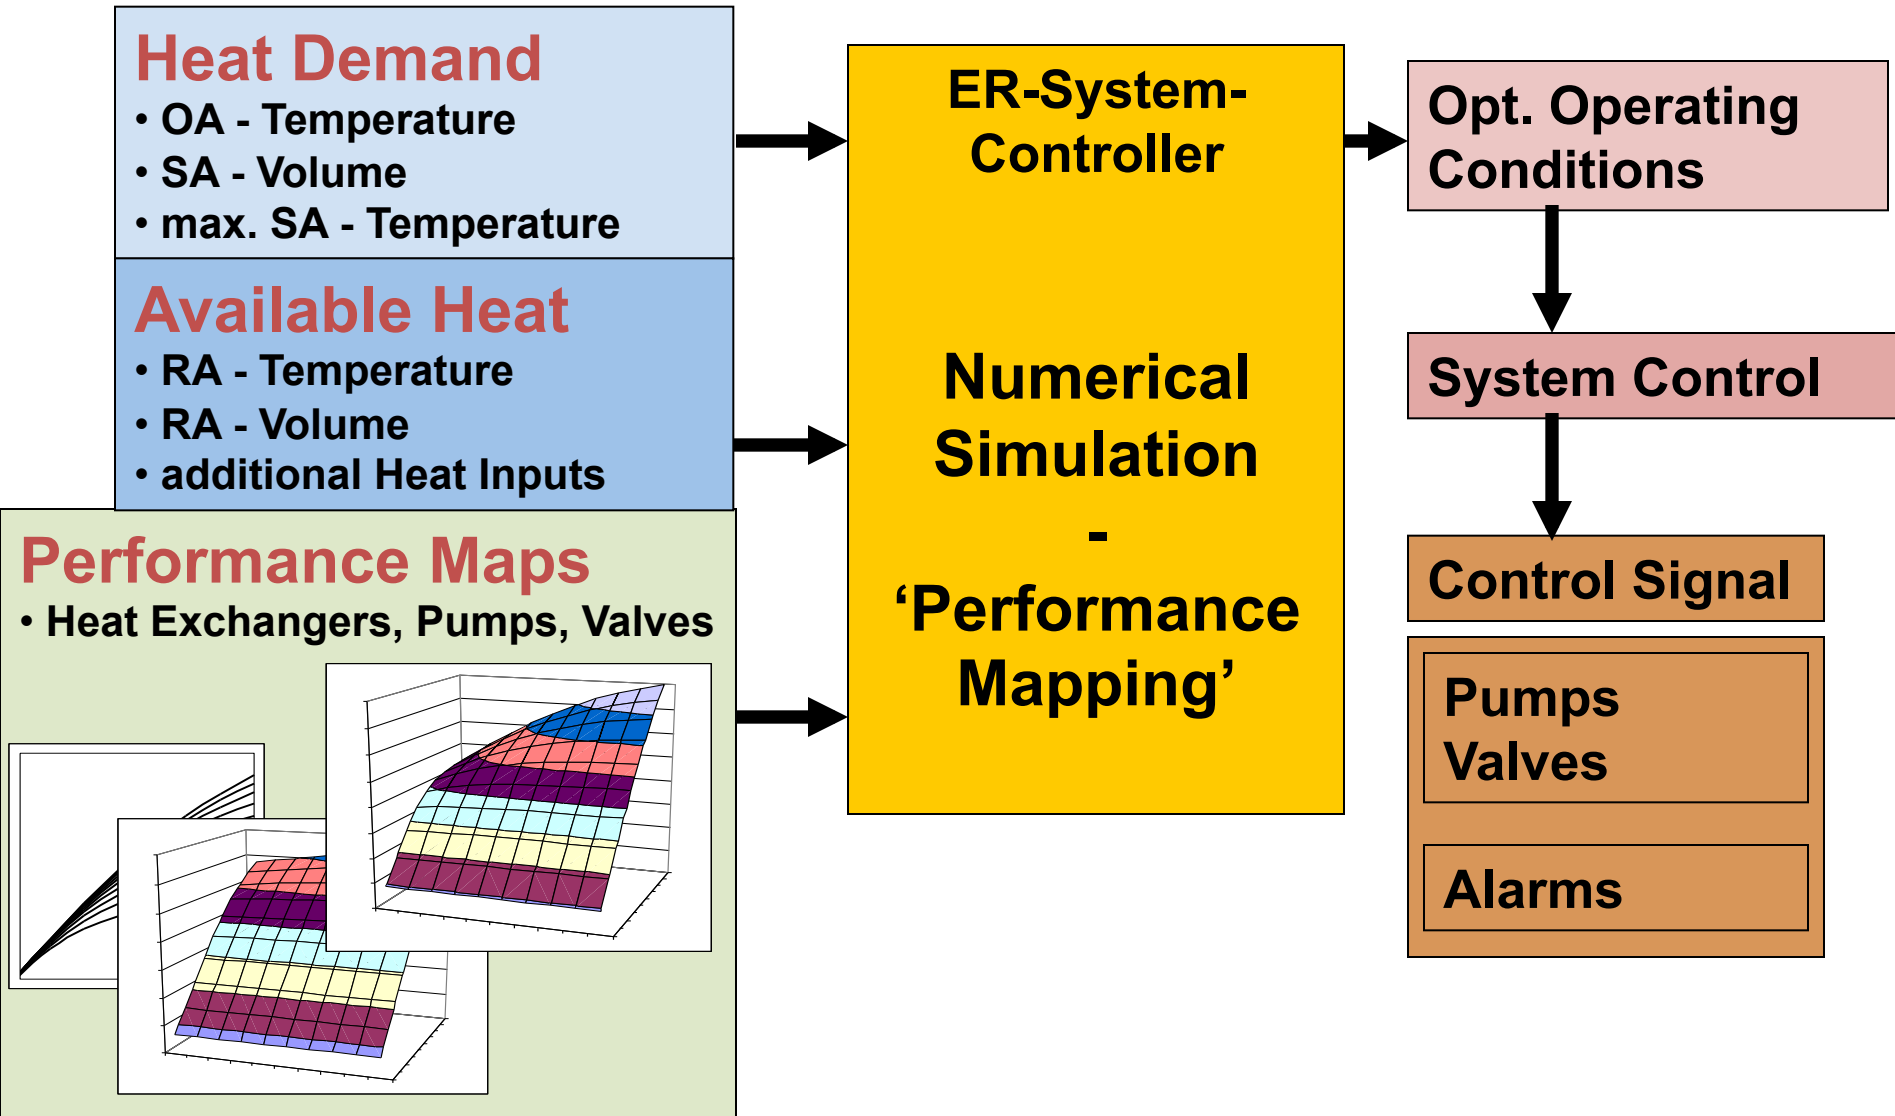 Heat Demand
• OA - Temperature
• SA - Volume
• max. SA - Temperature
Available Heat
• RA - Temperature
• RA - Volume
• additional Heat Inputs
Performance Maps
• Heat Exchangers, Pumps, Valves
ER-System-
Controller
Numerical
Simulation
-
‘Performance
Mapping’
Opt. Operating
Conditions
System Control
Control Signal
Pumps
Valves
Alarms